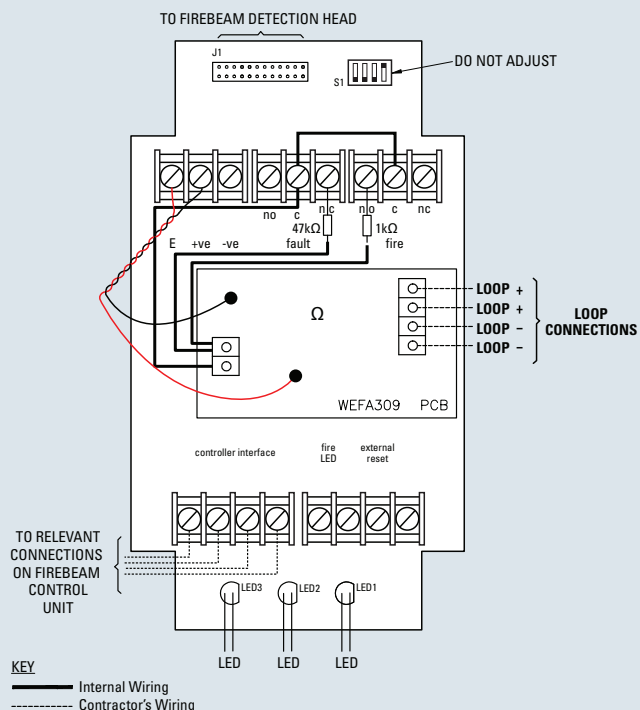 TO FIREBEAM DETECTION HEAD
J1
S1
DO NOT ADJUST
no c nc no c nc
47kΩ 1kΩ
E +ve -ve fault fire
Ω
LOOP +
LOOP +
LOOP –
LOOP –
LOOP
CONNECTIONS
WEFA309 PCB
controller interface
fire
LED
external
reset
TO RELEVANT
CONNECTIONS
ON FIREBEAM
CONTROL
UNIT
LED3 LED2 LED1
LED LED LED
KEY
Internal Wiring
Contractor's Wiring